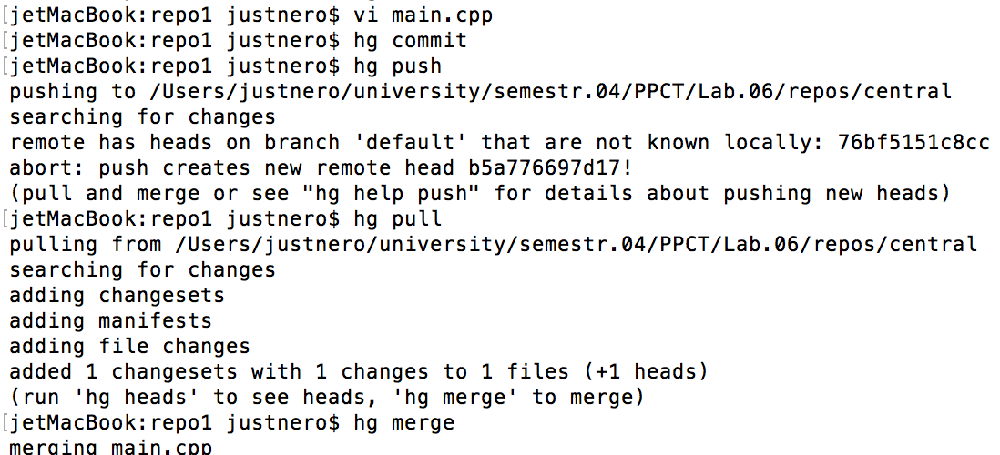 [jetMacBook:repo1 justnero$ vi main.cpp
[jetMacBook:repo1 justnero$ hg commit
[jetMacBook:repo1 justnero$ hg push
pushing to /Users/justnero/university/semestr.04/PPCT/Lab.06/repos/central
searching for changes
remote has heads on branch 'default' that are not known locally: 76bf5151c8cc
abort: push creates new remote head b5a776697d17!
(pull and merge or see "hg help push" for details about pushing new heads)
[jetMacBook:repo1 justnero$ hg pull
pulling from /Users/justnero/university/semestr.04/PPCT/Lab.06/repos/central
searching for changes
adding changesets
adding manifests
adding file changes
added 1 changesets with 1 changes to 1 files (+1 heads)
(run 'hg heads' to see heads, 'hg merge' to merge)
[jetMacBook:repo1 justnero$ hg merge
merging main.cpp